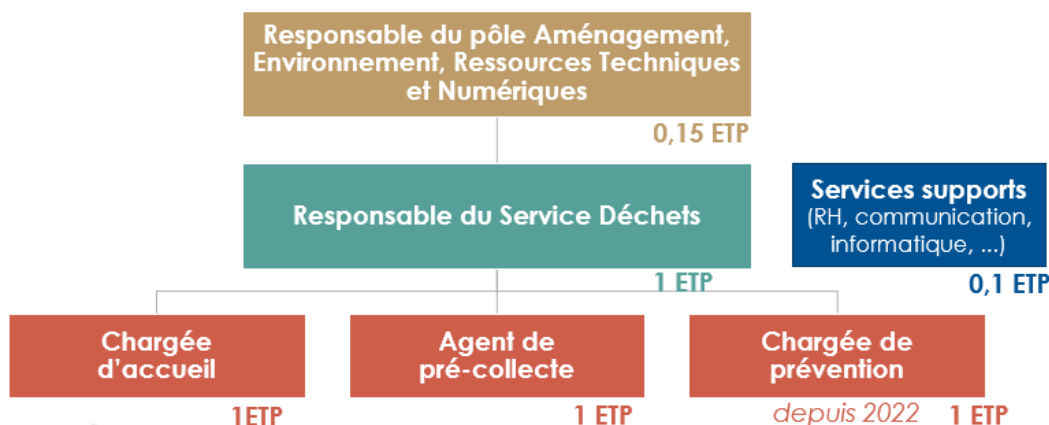 Responsable du pôle Aménagement,
Environnement, Ressources Techniques
et Numériques
0,15 ETP
Responsable du Service Déchets
1 ETP
Services supports
(RH, communication,
informatique, ...)
0,1 ETP
Chargée
d'accueil
1ETP
Agent de
pré-collecte
1 ETP
Chargée de
prévention
depuis 2022 1 ETP